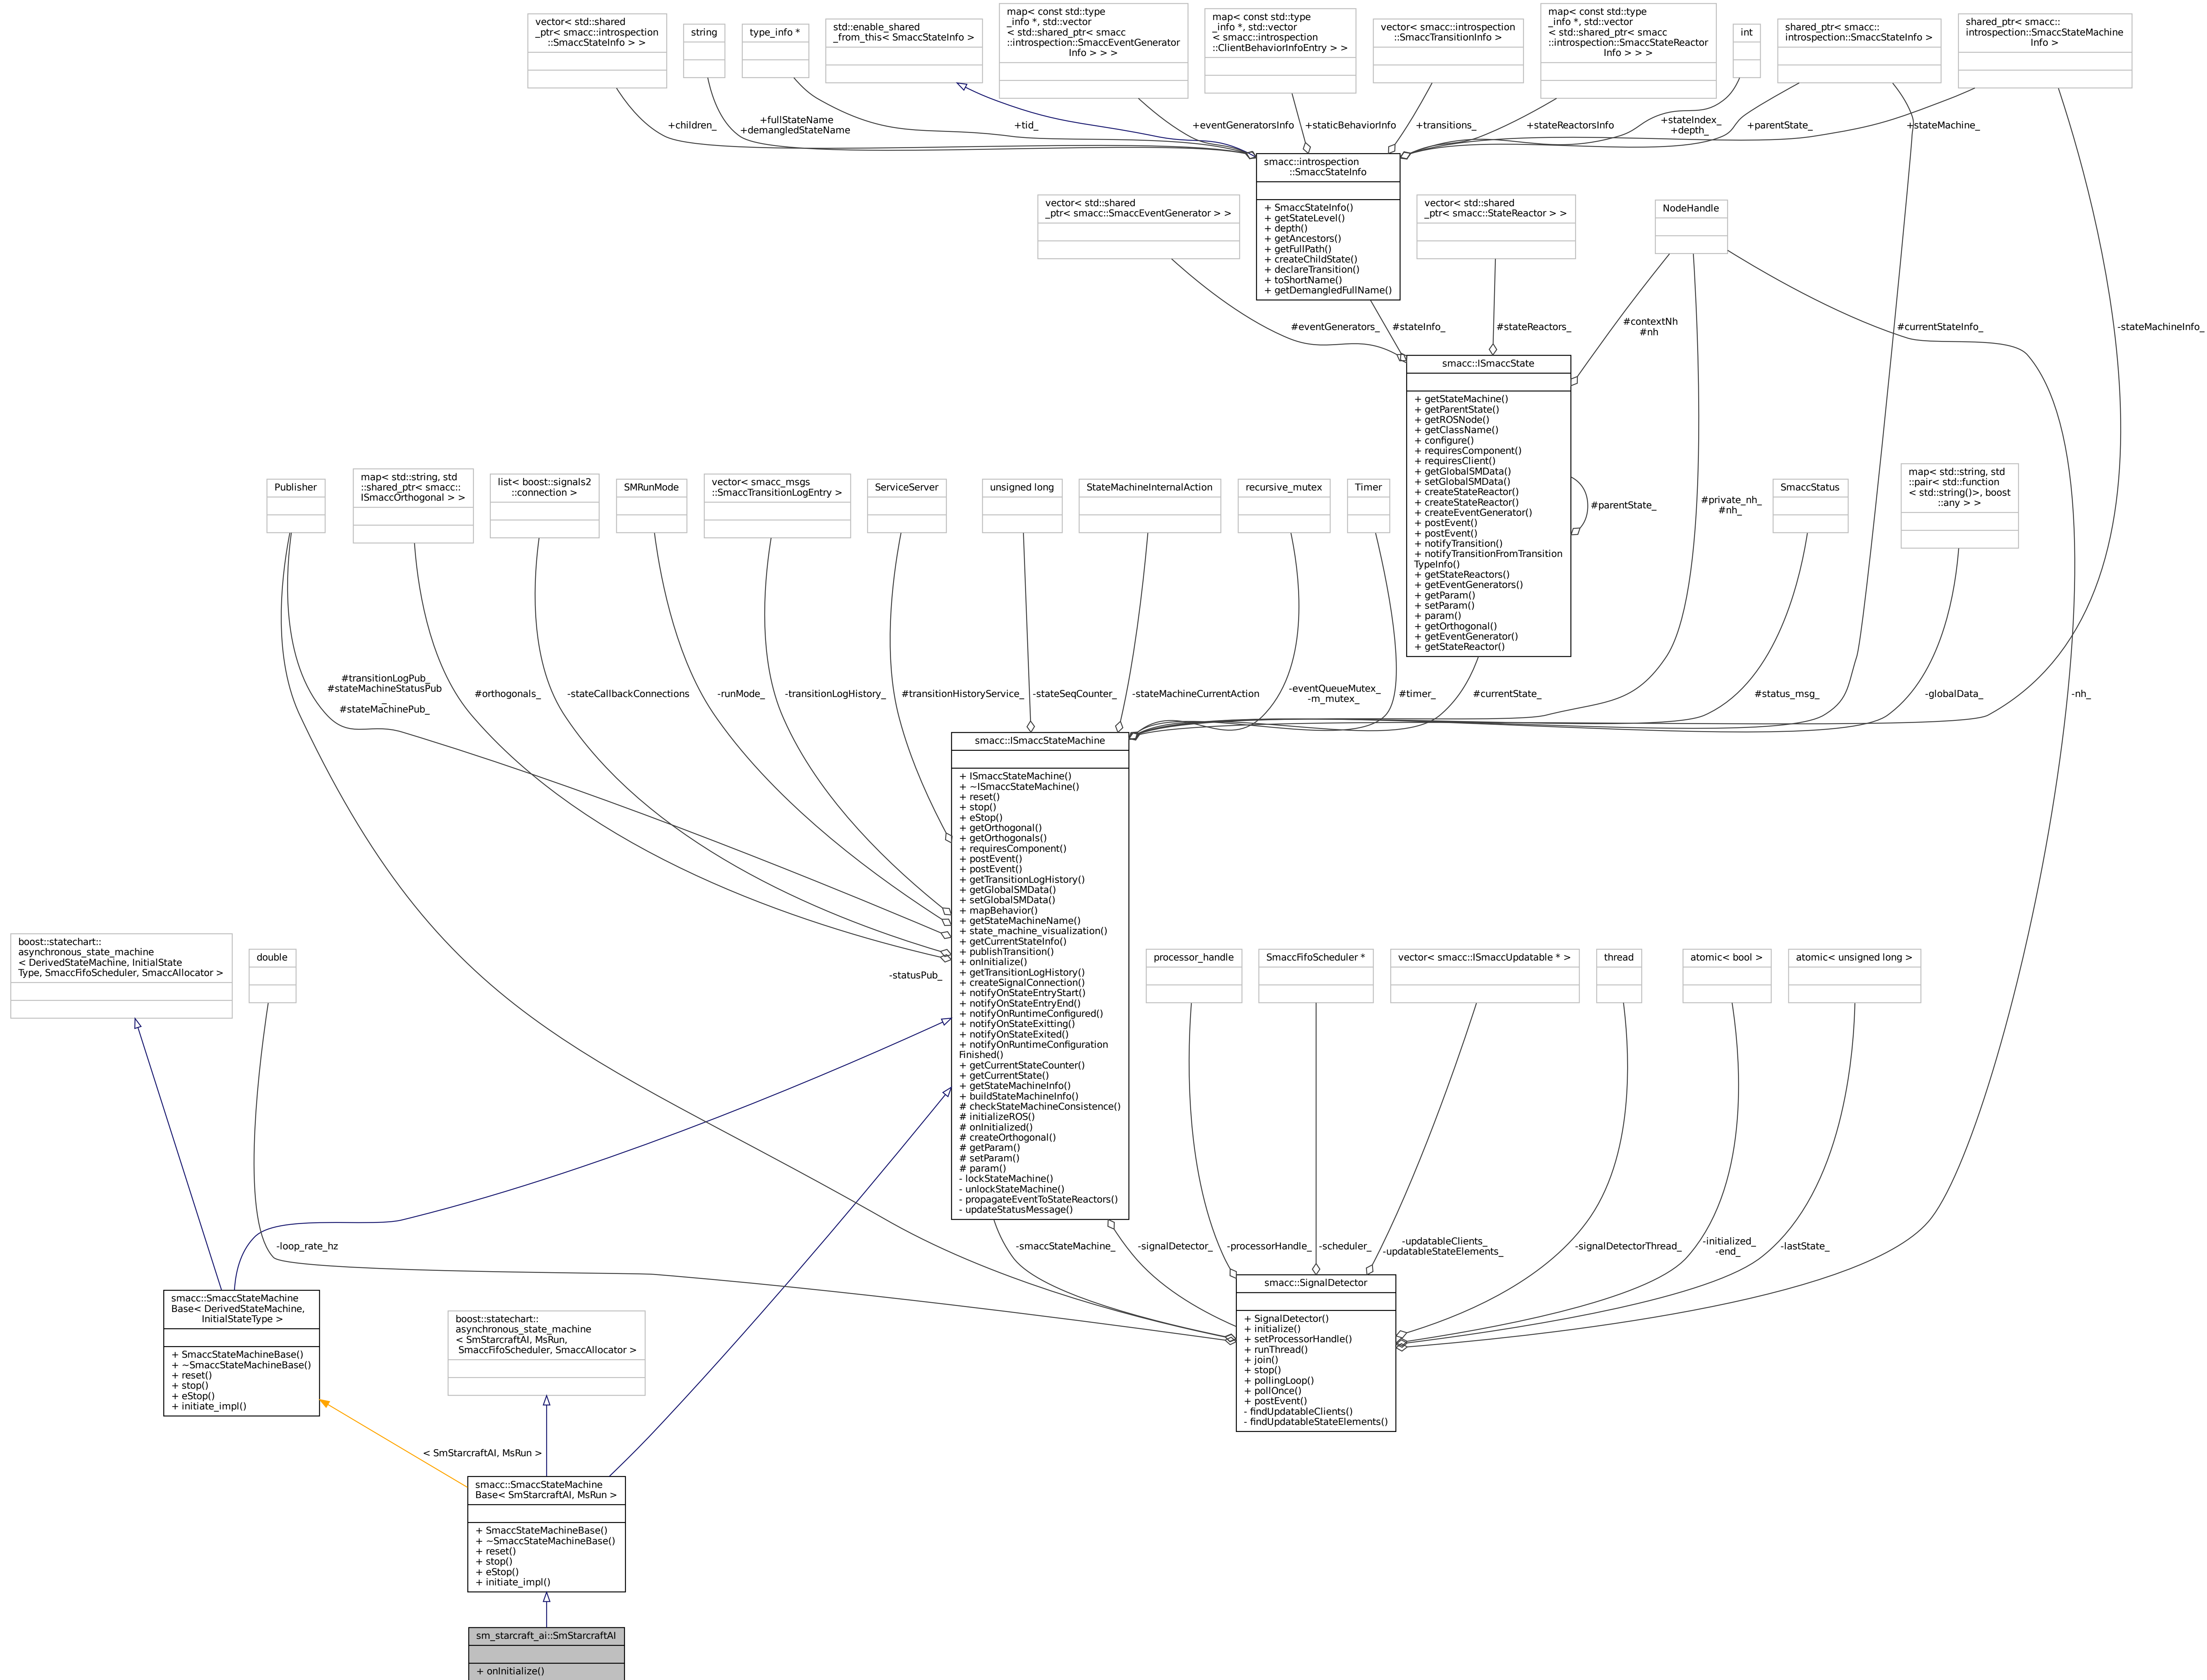 vector< std::shared
_ptr< smacc::introspection
::SmaccStateInfo > >
string
type_info *
std::enable_shared
_from_this< SmaccStateInfo >
map< const std::type
_info *, std::vector
< std::shared_ptr< smacc
::introspection::SmaccEventGenerator
Info > > >
map< const std::type
_info *, std::vector
< smacc::introspection
::ClientBehaviorInfoEntry > >
vector< smacc::introspection
::SmaccTransitionInfo >
map< const std::type
_info *, std::vector
< std::shared_ptr< smacc
::introspection::SmaccStateReactor
Info > > >
int
shared_ptr< smacc::
introspection::SmaccStateInfo >
shared_ptr< smacc::
introspection::SmaccStateMachine
Info >
+children_
+fullStateName
+demangledStateName
+tid_
+eventGeneratorsInfo
+staticBehaviorInfo
+transitions_
+stateReactorsInfo
+stateIndex_
+depth_
+parentState_
+stateMachine_
smacc::introspection
::SmaccStateInfo
+ SmaccStateInfo()
+ getStateLevel()
+ depth()
+ getAncestors()
+ getFullPath()
+ createChildState()
+ declareTransition()
+ toShortName()
+ getDemangledFullName()
vector< std::shared
_ptr< smacc::SmaccEventGenerator > >
vector< std::shared
_ptr< smacc::StateReactor > >
NodeHandle
#eventGenerators_
#stateInfo_
#stateReactors_
#contextNh
#nh
#currentStateInfo_
-stateMachineInfo_
smacc::ISmaccState
+ getStateMachine()
+ getParentState()
+ getROSNode()
+ getClassName()
+ configure()
+ requiresComponent()
+ requiresClient()
+ getGlobalSMData()
+ setGlobalSMData()
+ createStateReactor()
+ createStateReactor()
+ createEventGenerator()
+ postEvent()
+ postEvent()
+ notifyTransition()
+ notifyTransitionFromTransition
TypeInfo()
+ getStateReactors()
+ getEventGenerators()
+ getParam()
+ setParam()
+ param()
+ getOrthogonal()
+ getEventGenerator()
+ getStateReactor()
#parentState_
#private_nh_
#nh_
Publisher
map< std::string, std
::shared_ptr< smacc::
ISmaccOrthogonal > >
list< boost::signals2
::connection >
SMRunMode
vector< smacc_msgs
::SmaccTransitionLogEntry >
ServiceServer
unsigned long
StateMachineInternalAction
recursive_mutex
Timer
SmaccStatus
map< std::string, std
::pair< std::function
< std::string()>, boost
::any > >
#transitionLogPub_
#stateMachineStatusPub
_
#stateMachinePub_
#orthogonals_
-stateCallbackConnections
-runMode_
-transitionLogHistory_
#transitionHistoryService_
-stateSeqCounter_
-stateMachineCurrentAction
-eventQueueMutex_
-m_mutex_
#timer_
#currentState_
#status_msg_
-globalData_
-nh_
smacc::ISmaccStateMachine
+ ISmaccStateMachine()
+ ~ISmaccStateMachine()
+ reset()
+ stop()
+ eStop()
+ getOrthogonal()
+ getOrthogonals()
+ requiresComponent()
+ postEvent()
+ postEvent()
+ getTransitionLogHistory()
+ getGlobalSMData()
+ setGlobalSMData()
+ mapBehavior()
+ getStateMachineName()
+ state_machine_visualization()
+ getCurrentStateInfo()
+ publishTransition()
+ onInitialize()
+ getTransitionLogHistory()
+ createSignalConnection()
+ notifyOnStateEntryStart()
+ notifyOnStateEntryEnd()
+ notifyOnRuntimeConfigured()
+ notifyOnStateExitting()
+ notifyOnStateExited()
+ notifyOnRuntimeConfiguration
Finished()
+ getCurrentStateCounter()
+ getCurrentState()
+ getStateMachineInfo()
+ buildStateMachineInfo()
# checkStateMachineConsistence()
# initializeROS()
# onInitialized()
# createOrthogonal()
# getParam()
# setParam()
# param()
- lockStateMachine()
- unlockStateMachine()
- propagateEventToStateReactors()
- updateStatusMessage()
boost::statechart::
asynchronous_state_machine
< DerivedStateMachine, InitialState
Type, SmaccFifoScheduler, SmaccAllocator >
double
-statusPub_
processor_handle
SmaccFifoScheduler *
vector< smacc::ISmaccUpdatable * >
thread
atomic< bool >
atomic< unsigned long >
-loop_rate_hz
-smaccStateMachine_
-signalDetector_
-processorHandle_
-scheduler_
-updatableClients_
-updatableStateElements_
-signalDetectorThread_
-initialized_
-end_
-lastState_
smacc::SmaccStateMachine
Base< DerivedStateMachine,
InitialStateType >
+ SmaccStateMachineBase()
+ ~SmaccStateMachineBase()
+ reset()
+ stop()
+ eStop()
+ initiate_impl()
boost::statechart::
asynchronous_state_machine
< SmStarcraftAI, MsRun,
SmaccFifoScheduler, SmaccAllocator >
smacc::SignalDetector
+ SignalDetector()
+ initialize()
+ setProcessorHandle()
+ runThread()
+ join()
+ stop()
+ pollingLoop()
+ pollOnce()
+ postEvent()
- findUpdatableClients()
- findUpdatableStateElements()
< SmStarcraftAI, MsRun >
smacc::SmaccStateMachine
Base< SmStarcraftAI, MsRun >
+ SmaccStateMachineBase()
+ ~SmaccStateMachineBase()
+ reset()
+ stop()
+ eStop()
+ initiate_impl()
sm_starcraft_ai::SmStarcraftAI
+ onInitialize()